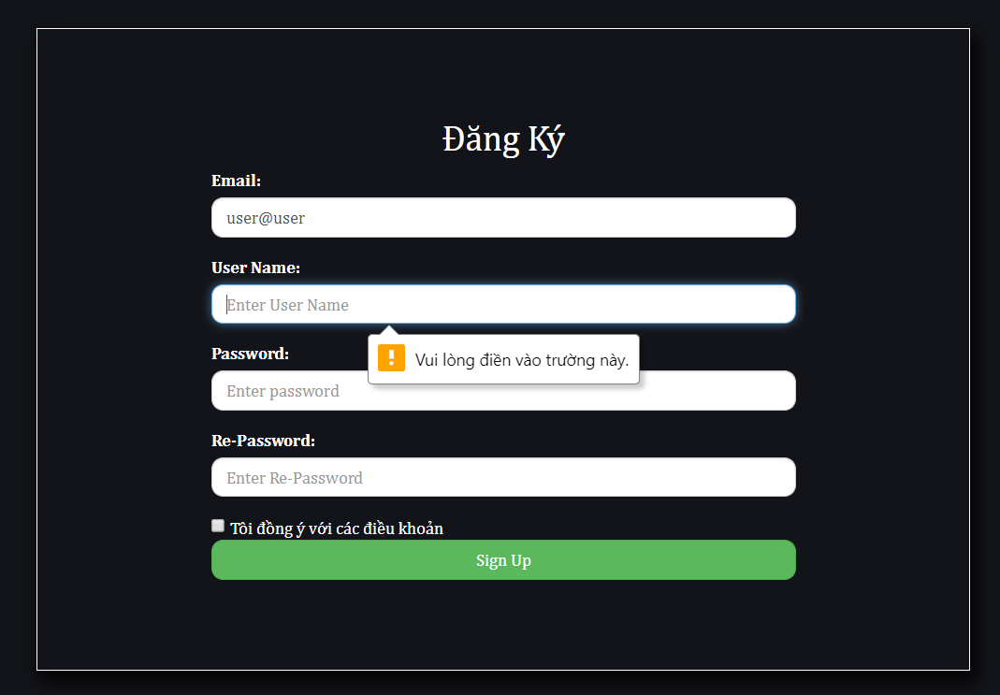 Đăng Ký
Email:
user@user
User Name:
Enter User Name
Vui lòng điền vào trường này.
Password:
Enter password
Re-Password:
Enter Re-Password
Tôi đồng ý với các điều khoản
Sign Up